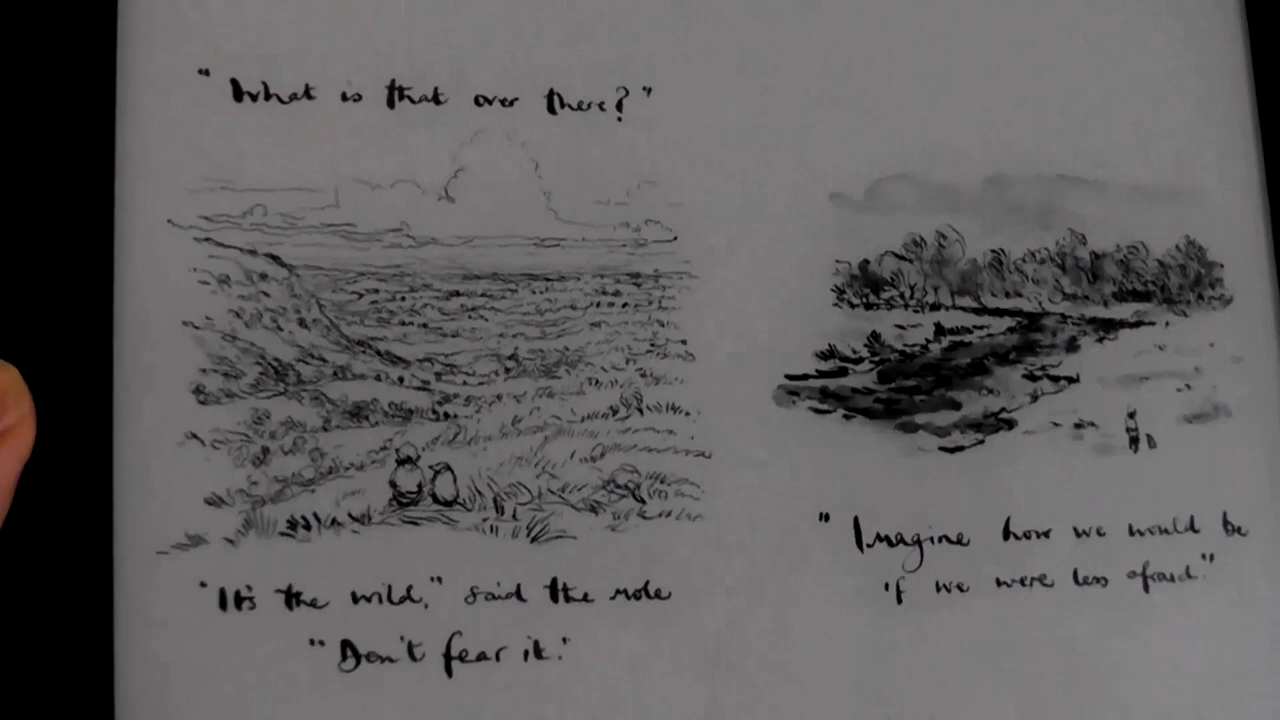 "What is that over there?"
"It's the wild," said the mole
"Don't fear it."
"Imagine how we would be
if we were less afraid."